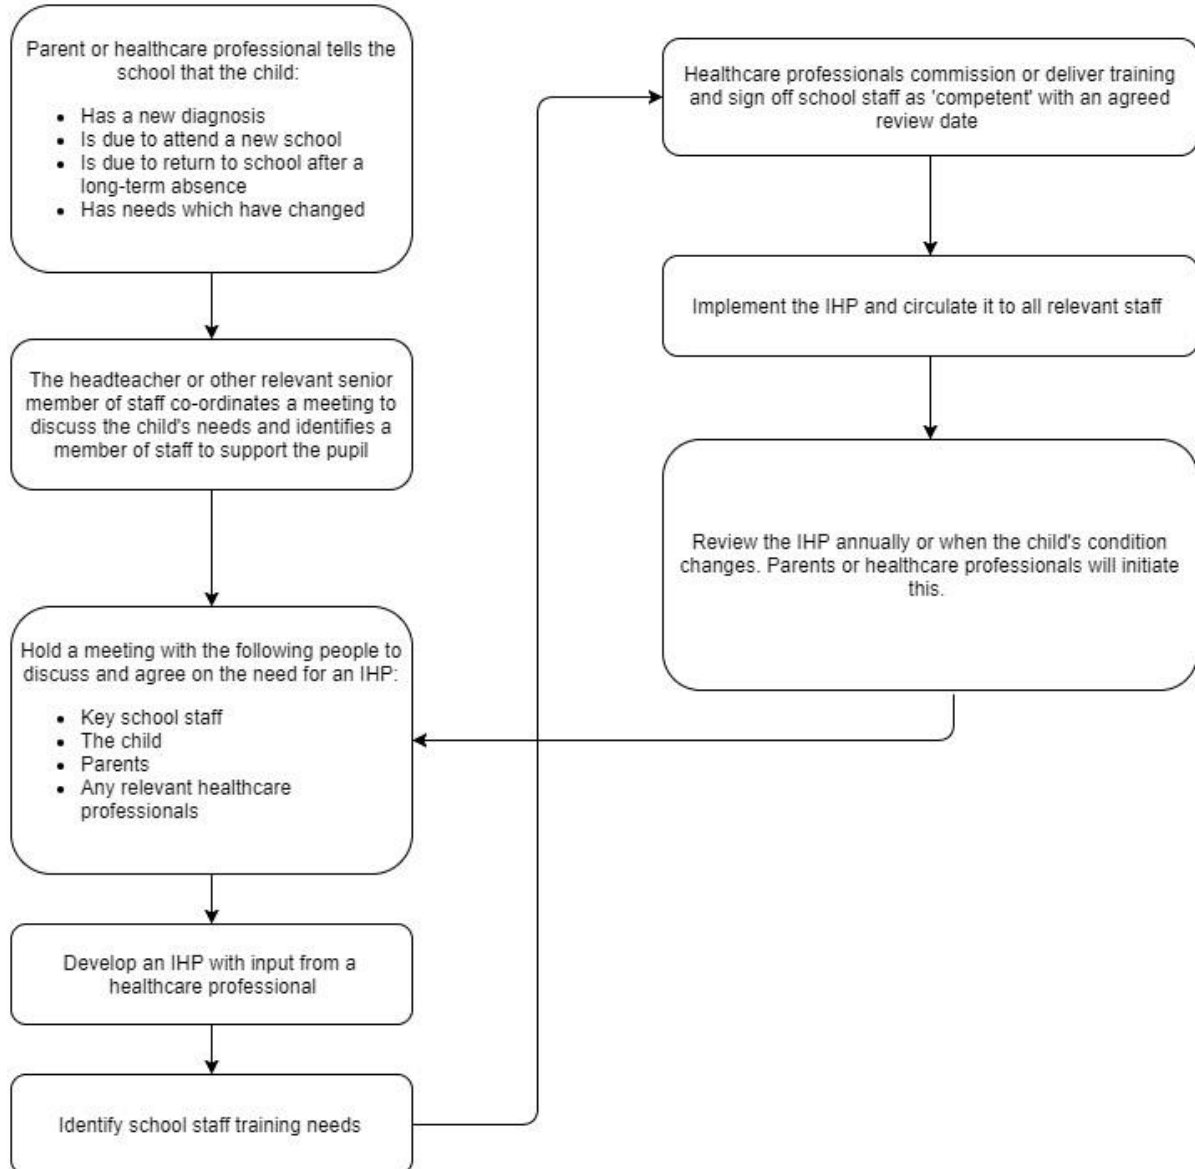 Parent or healthcare professional tells the
school that the child:
• Has a new diagnosis
• Is due to attend a new school
• Is due to return to school after a
long-term absence
• Has needs which have changed
The headteacher or other relevant senior
member of staff co-ordinates a meeting to
discuss the child's needs and identifies a
member of staff to support the pupil
Hold a meeting with the following people to
discuss and agree on the need for an IHP:
• Key school staff
• The child
• Parents
• Any relevant healthcare
professionals
Develop an IHP with input from a
healthcare professional
Identify school staff training needs
Healthcare professionals commission or deliver training
and sign off school staff as 'competent' with an agreed
review date
Implement the IHP and circulate it to all relevant staff
Review the IHP annually or when the child's condition
changes. Parents or healthcare professionals will initiate
this.